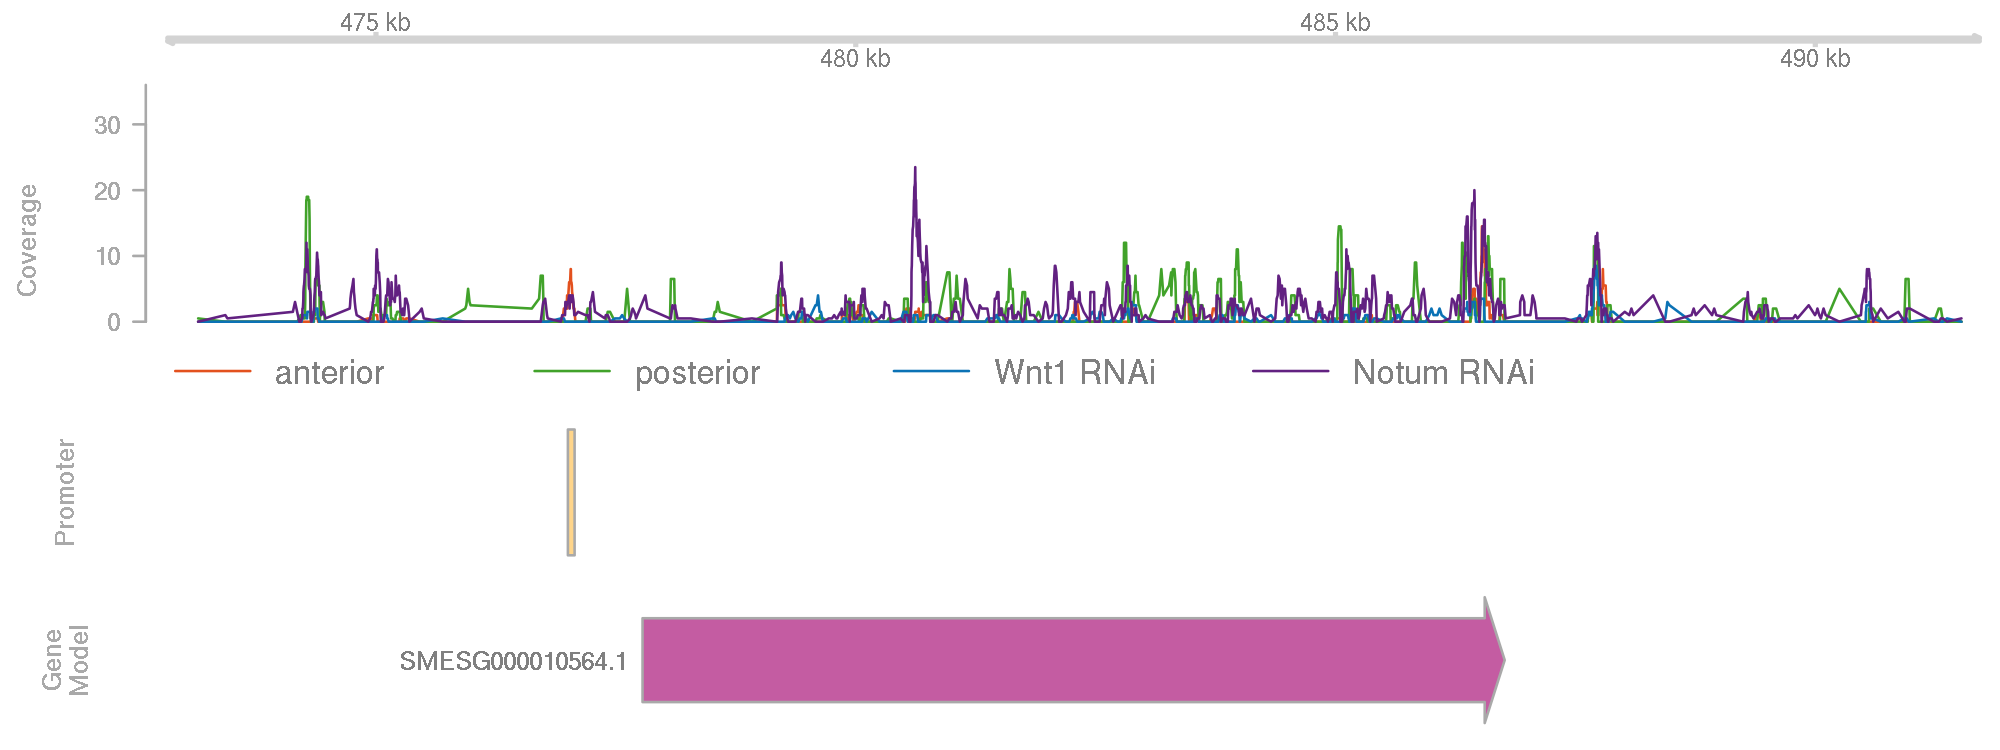 475 kb
485 kb
480 kb
490 kb
30
20
10
0
Coverage
anterior
posterior
Wnt1 RNAi
Notum RNAi
Promoter
Gene
Model
SMESG000010564.1